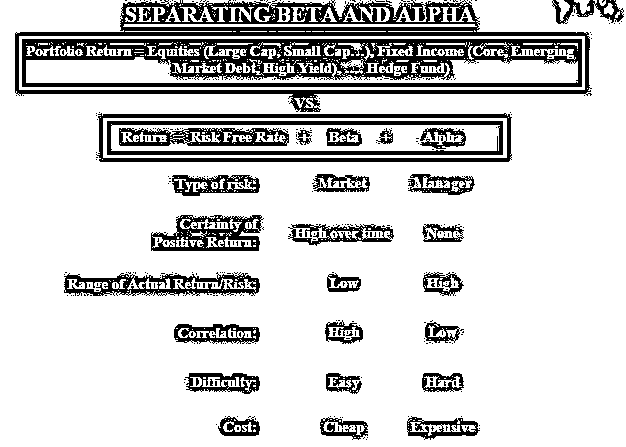 SEPARATING BETA AND ALPHA
Portfolio Return = Equities (Large Cap, Small Cap...), Fixed Income (Core, Emerging
Market Debt, High Yield), ..., Hedge Fund)
VS.
Return = Risk Free Rate + Beta + Alpha
Type of risk: Market Manager
Certainty of
Positive Return: High over time None
Range of Actual Return/Risk: Low High
Correlation: High Low
Difficulty: Easy Hard
Cost: Cheap Expensive